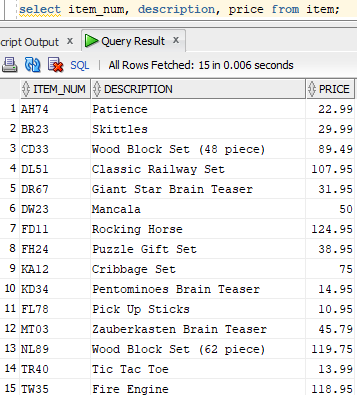 select item_num, description, price from item;
cript Output × Query Result ×
SQL | All Rows Fetched: 15 in 0.006 seconds
ITEM_NUM DESCRIPTION PRICE
1 AH74 Patience 22.99
2 BR23 Skittles 29.99
3 CD33 Wood Block Set (48 piece) 89.49
4 DL51 Classic Railway Set 107.95
5 DR67 Giant Star Brain Teaser 31.95
6 DW23 Mancala 50
7 FD11 Rocking Horse 124.95
8 FH24 Puzzle Gift Set 38.95
9 KA12 Cribbage Set 75
10 KD34 Pentominoes Brain Teaser 14.95
11 FL78 Pick Up Sticks 10.95
12 MT03 Zauberkasten Brain Teaser 45.79
13 NL89 Wood Block Set (62 piece) 119.75
14 TR40 Tic Tac Toe 13.99
15 TW35 Fire Engine 118.95